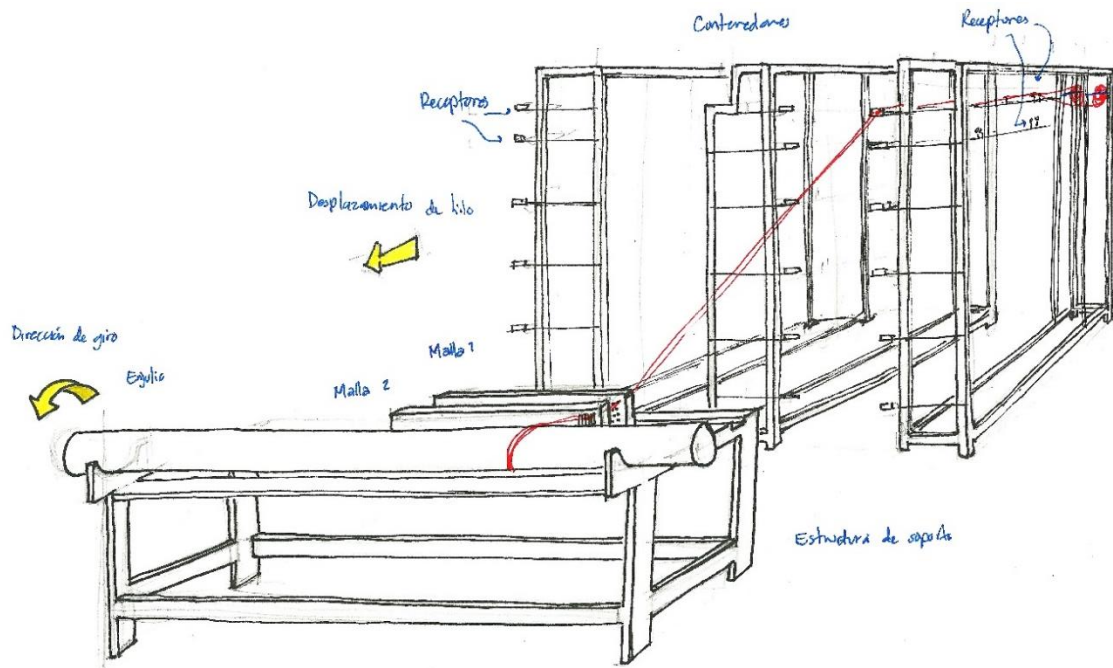 Contenedores
Receptores
Receptores
Desplazamiento de hilo
Dirección de giro
Enjulio
Malla 1
Malla 2
Estructura de soporte